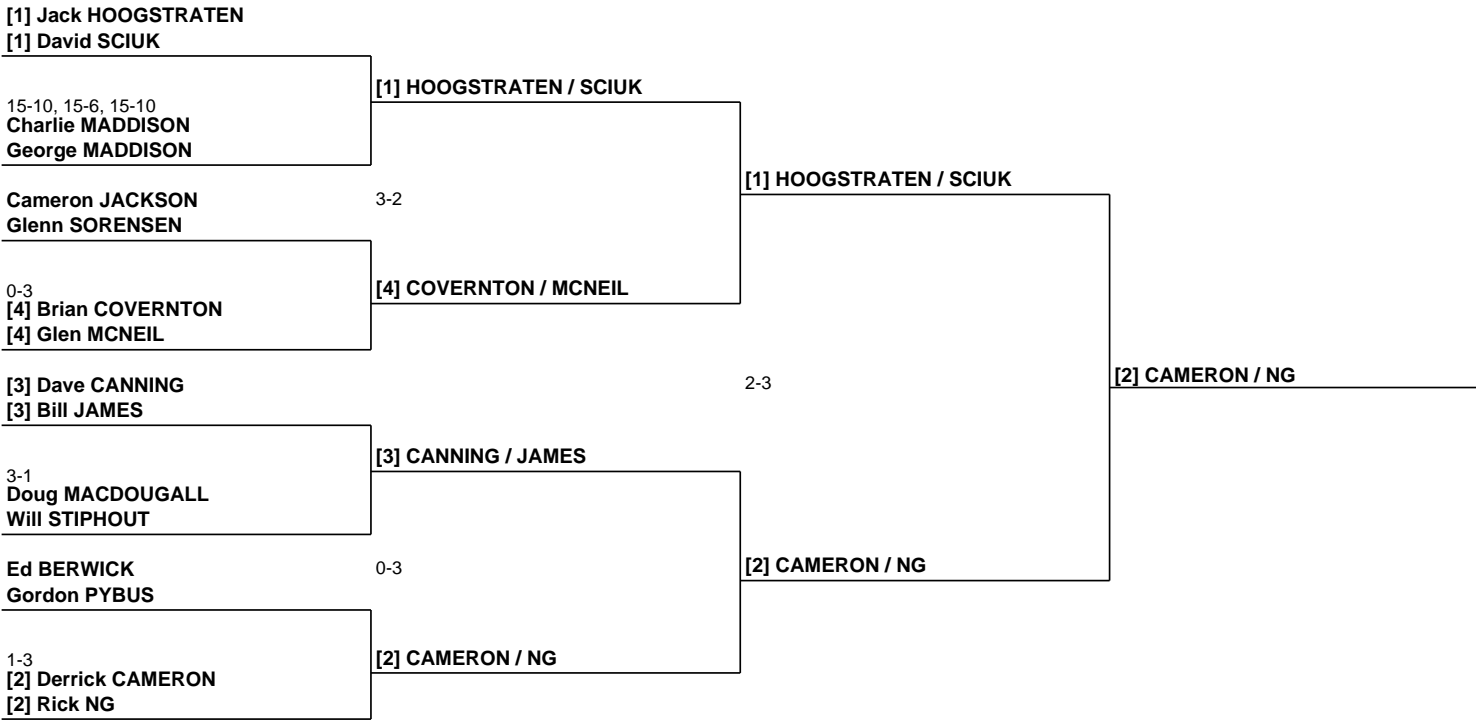 [1] Jack HOOGSTRATEN
[1] David SCIUK
[1] HOOGSTRATEN / SCIUK
15-10, 15-6, 15-10
Charlie MADDISON
George MADDISON
[1] HOOGSTRATEN / SCIUK
Cameron JACKSON
3-2
Glenn SORENSEN
[4] COVERNTON / MCNEIL
0-3
[4] Brian COVERNTON
[4] Glen MCNEIL
[2] CAMERON / NG
[3] Dave CANNING
2-3
[3] Bill JAMES
[3] CANNING / JAMES
3-1
Doug MACDOUGALL
Will STIPHOUT
[2] CAMERON / NG
Ed BERWICK
0-3
Gordon PYBUS
[2] CAMERON / NG
1-3
[2] Derrick CAMERON
[2] Rick NG